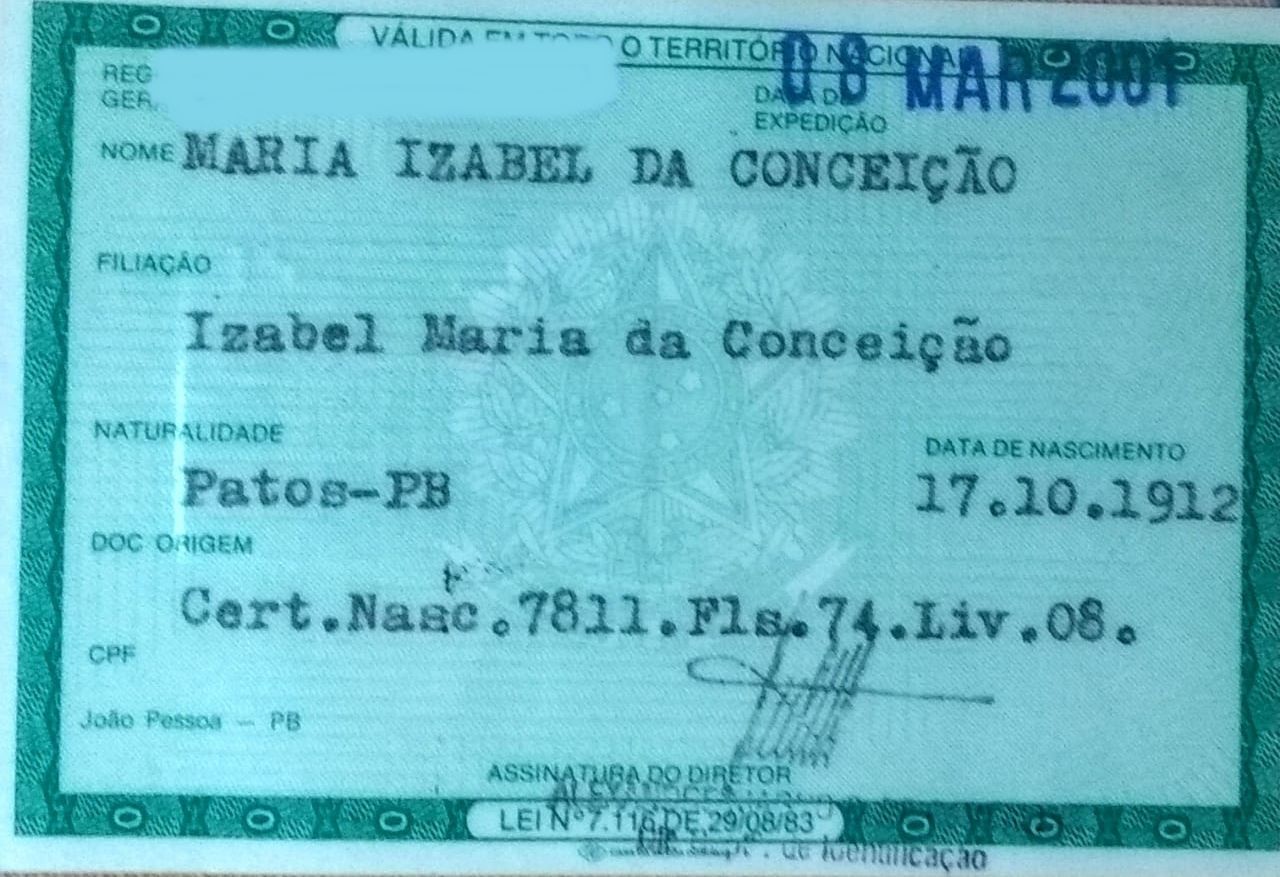 VÁLIDA EM TODO O TERRITÓRIO NACIONAL
REG
GER.
08 MAR 2001
DATA DE
EXPEDIÇÃO
NOME MARIA IZABEL DA CONCEIÇÃO
FILIAÇÃO
Izabel Maria da Conceição
NATURALIDADE
DATA DE NASCIMENTO
Patos-PB
17.10.1912
DOC ORIGEM
Cert.Nasc.7811.Fls.74.Liv.08.
CPF
João Pessoa - PB
ASSINATURA DO DIRETOR
LEI Nº 7.116 DE 29/08/83
de Identificação